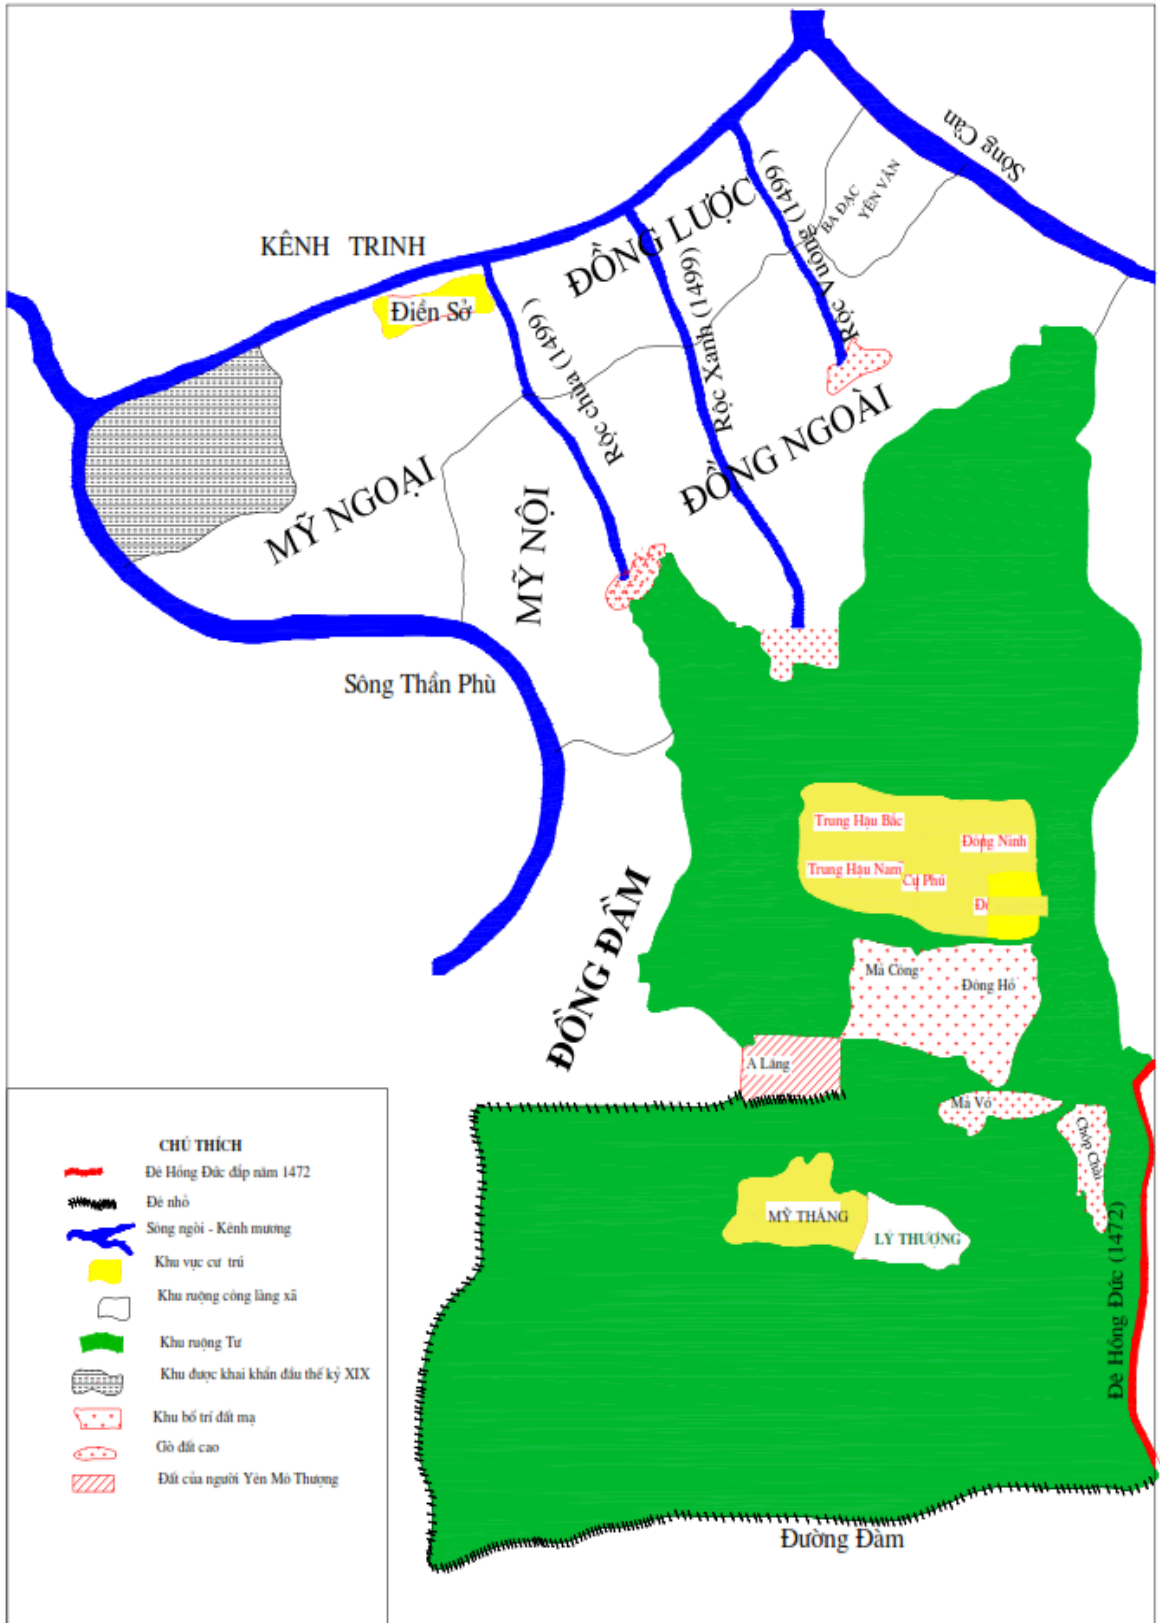 Sông Càn
BA ĐẠC
YÊN VÂN
KÊNH TRINH
ĐỒNG LƯỢC
Rộc Vuông (1499)
Điền Sở
Rộc chùa (1499)
Rộc Xanh (1499)
ĐỒNG NGOÀI
MỸ NGOẠI
MỸ NỘI
Sông Thần Phù
Trung Hậu Bắc
Đông Ninh
Trung Hậu Nam
Cự Phú
ĐỒNG ĐẦM
Mả Công
Đông Hồ
A Lãng
Mả Vô
Chóp Chài
MỸ THẮNG
LÝ THƯỢNG
Đê Hồng Đức (1472)
Đường Đàm
CHÚ THÍCH
Đê Hồng Đức đắp năm 1472
Đê nhỏ
Sông ngòi - Kênh mương
Khu vực cư trú
Khu ruộng công làng xã
Khu ruộng Tư
Khu được khai khẩn đầu thế kỷ XIX
Khu bố trí đất mạ
Gò đất cao
Đất của người Yên Mô Thượng